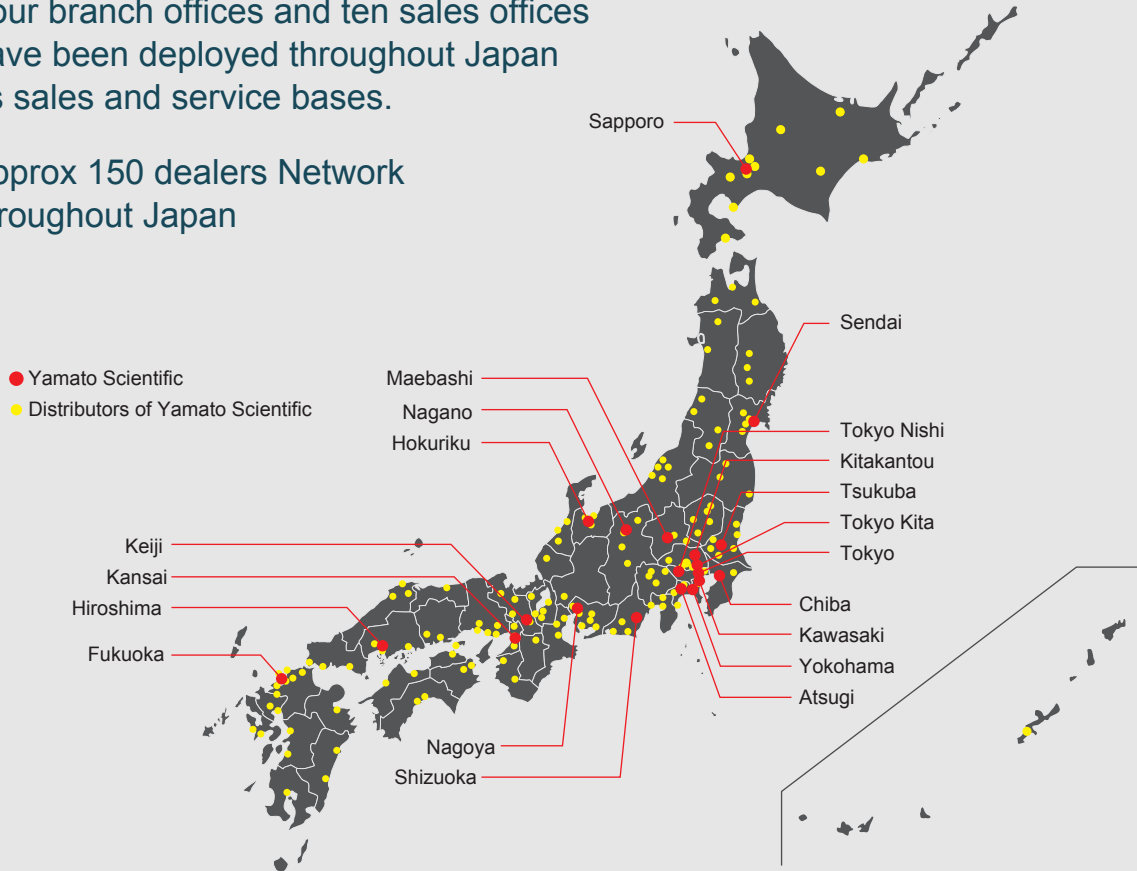 our branch offices and ten sales offices
ave been deployed throughout Japan
s sales and service bases.
pprox 150 dealers Network
roughout Japan
Sapporo
Sendai
Yamato Scientific
Distributors of Yamato Scientific
Maebashi
Nagano
Hokuriku
Tokyo Nishi
Kitakantou
Tsukuba
Tokyo Kita
Tokyo
Keiji
Kansai
Hiroshima
Fukuoka
Chiba
Kawasaki
Yokohama
Atsugi
Nagoya
Shizuoka